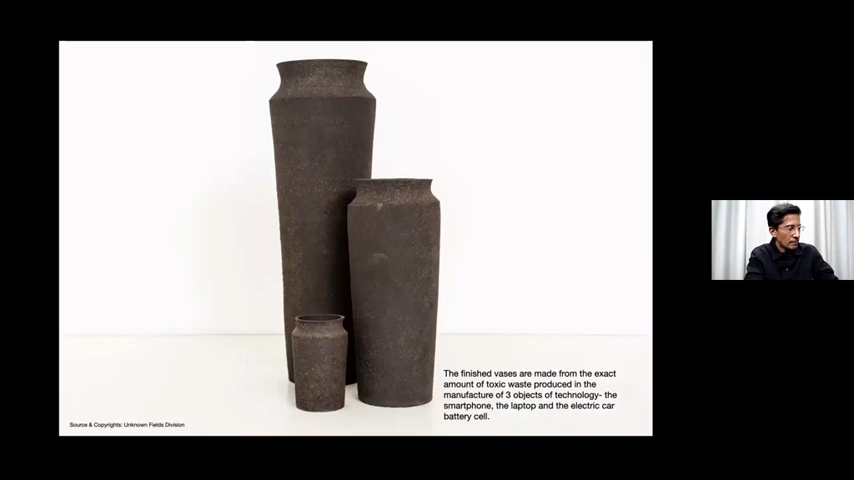 The finished vases are made from the exact
amount of toxic waste produced in the
manufacture of 3 objects of technology- the
smartphone, the laptop and the electric car
battery cell.
Source & Copyrights: Unknown Fields Division